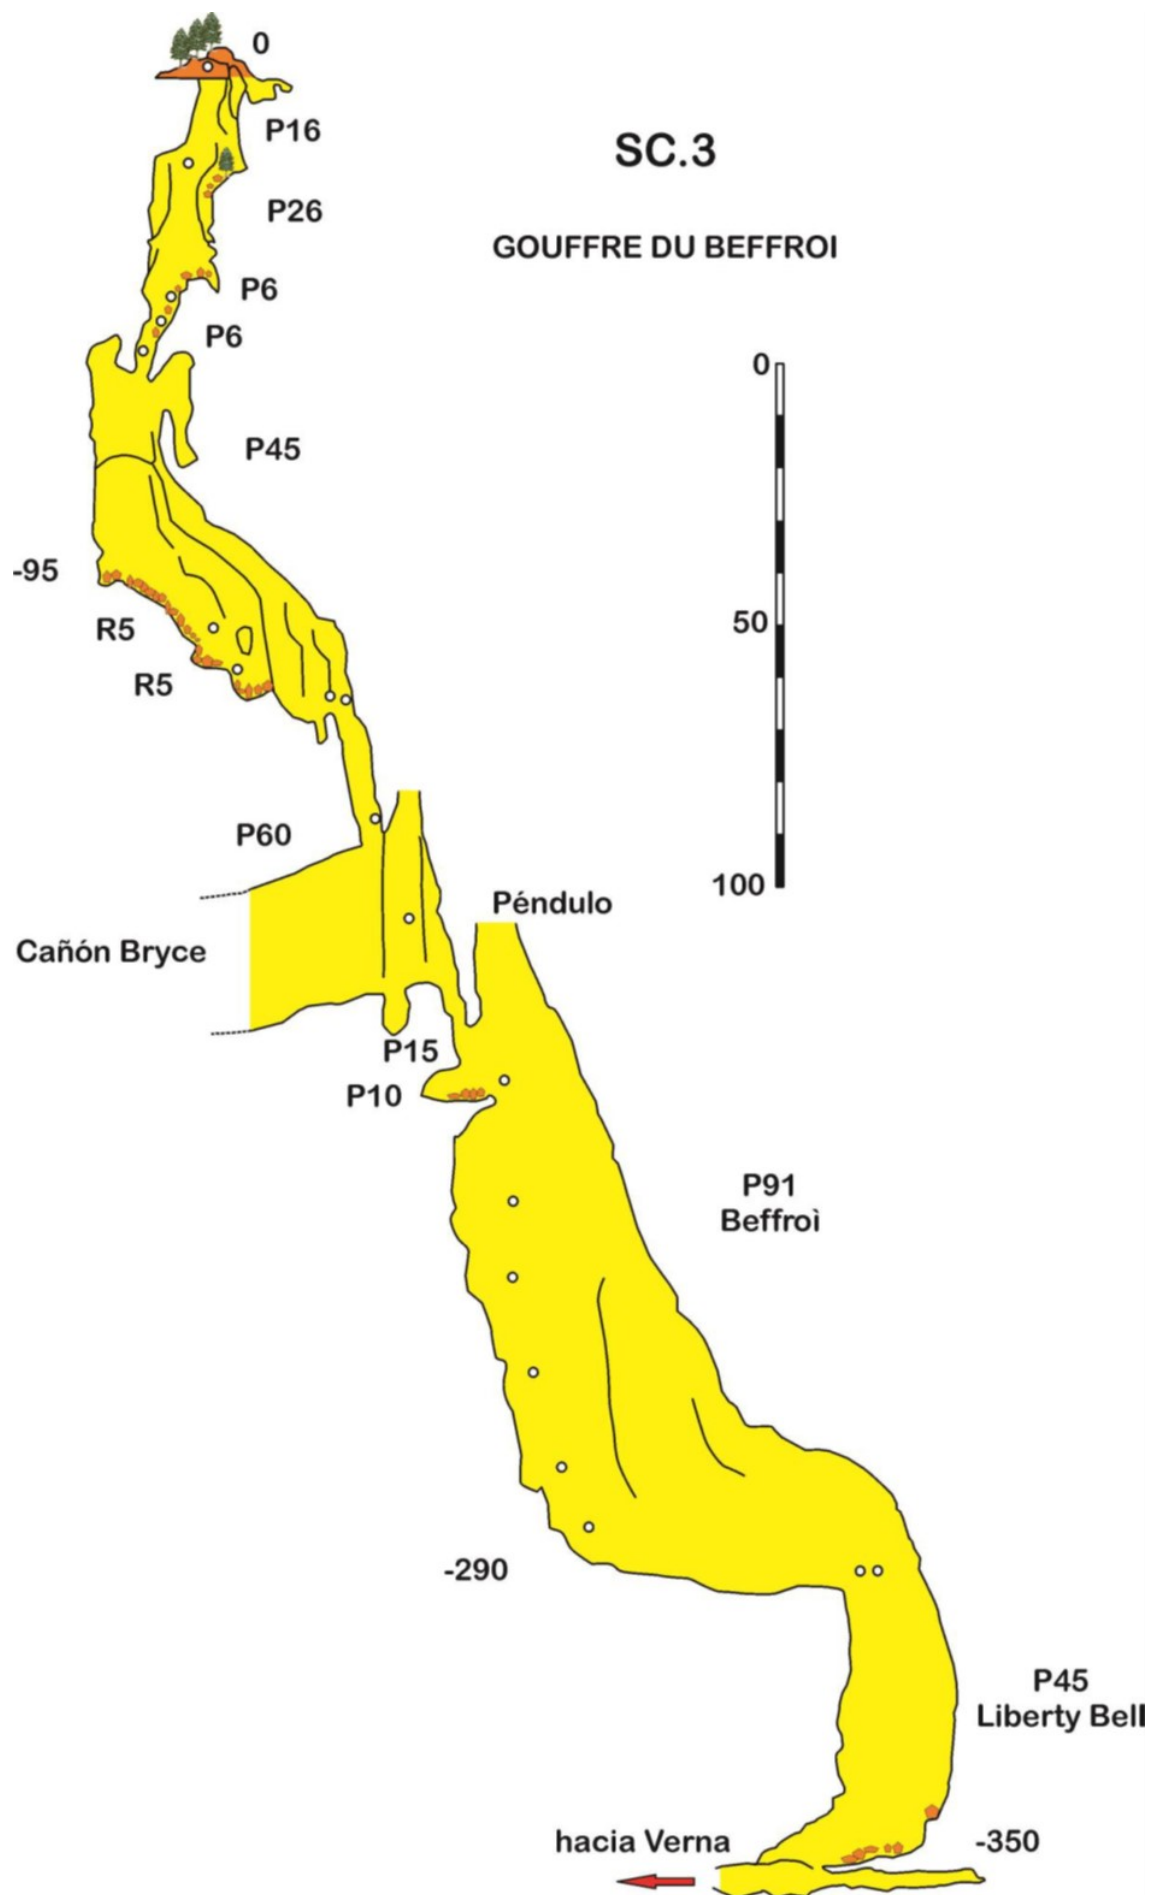 0
P16
SC.3
P26
GOUFFRE DU BEFFROI
P6
P6
0
P45
-95
R5
50
R5
P60
100
Péndulo
Cañón Bryce
P15
P10
P91
Beffroì
-290
P45
Liberty Bell
hacia Verna
-350